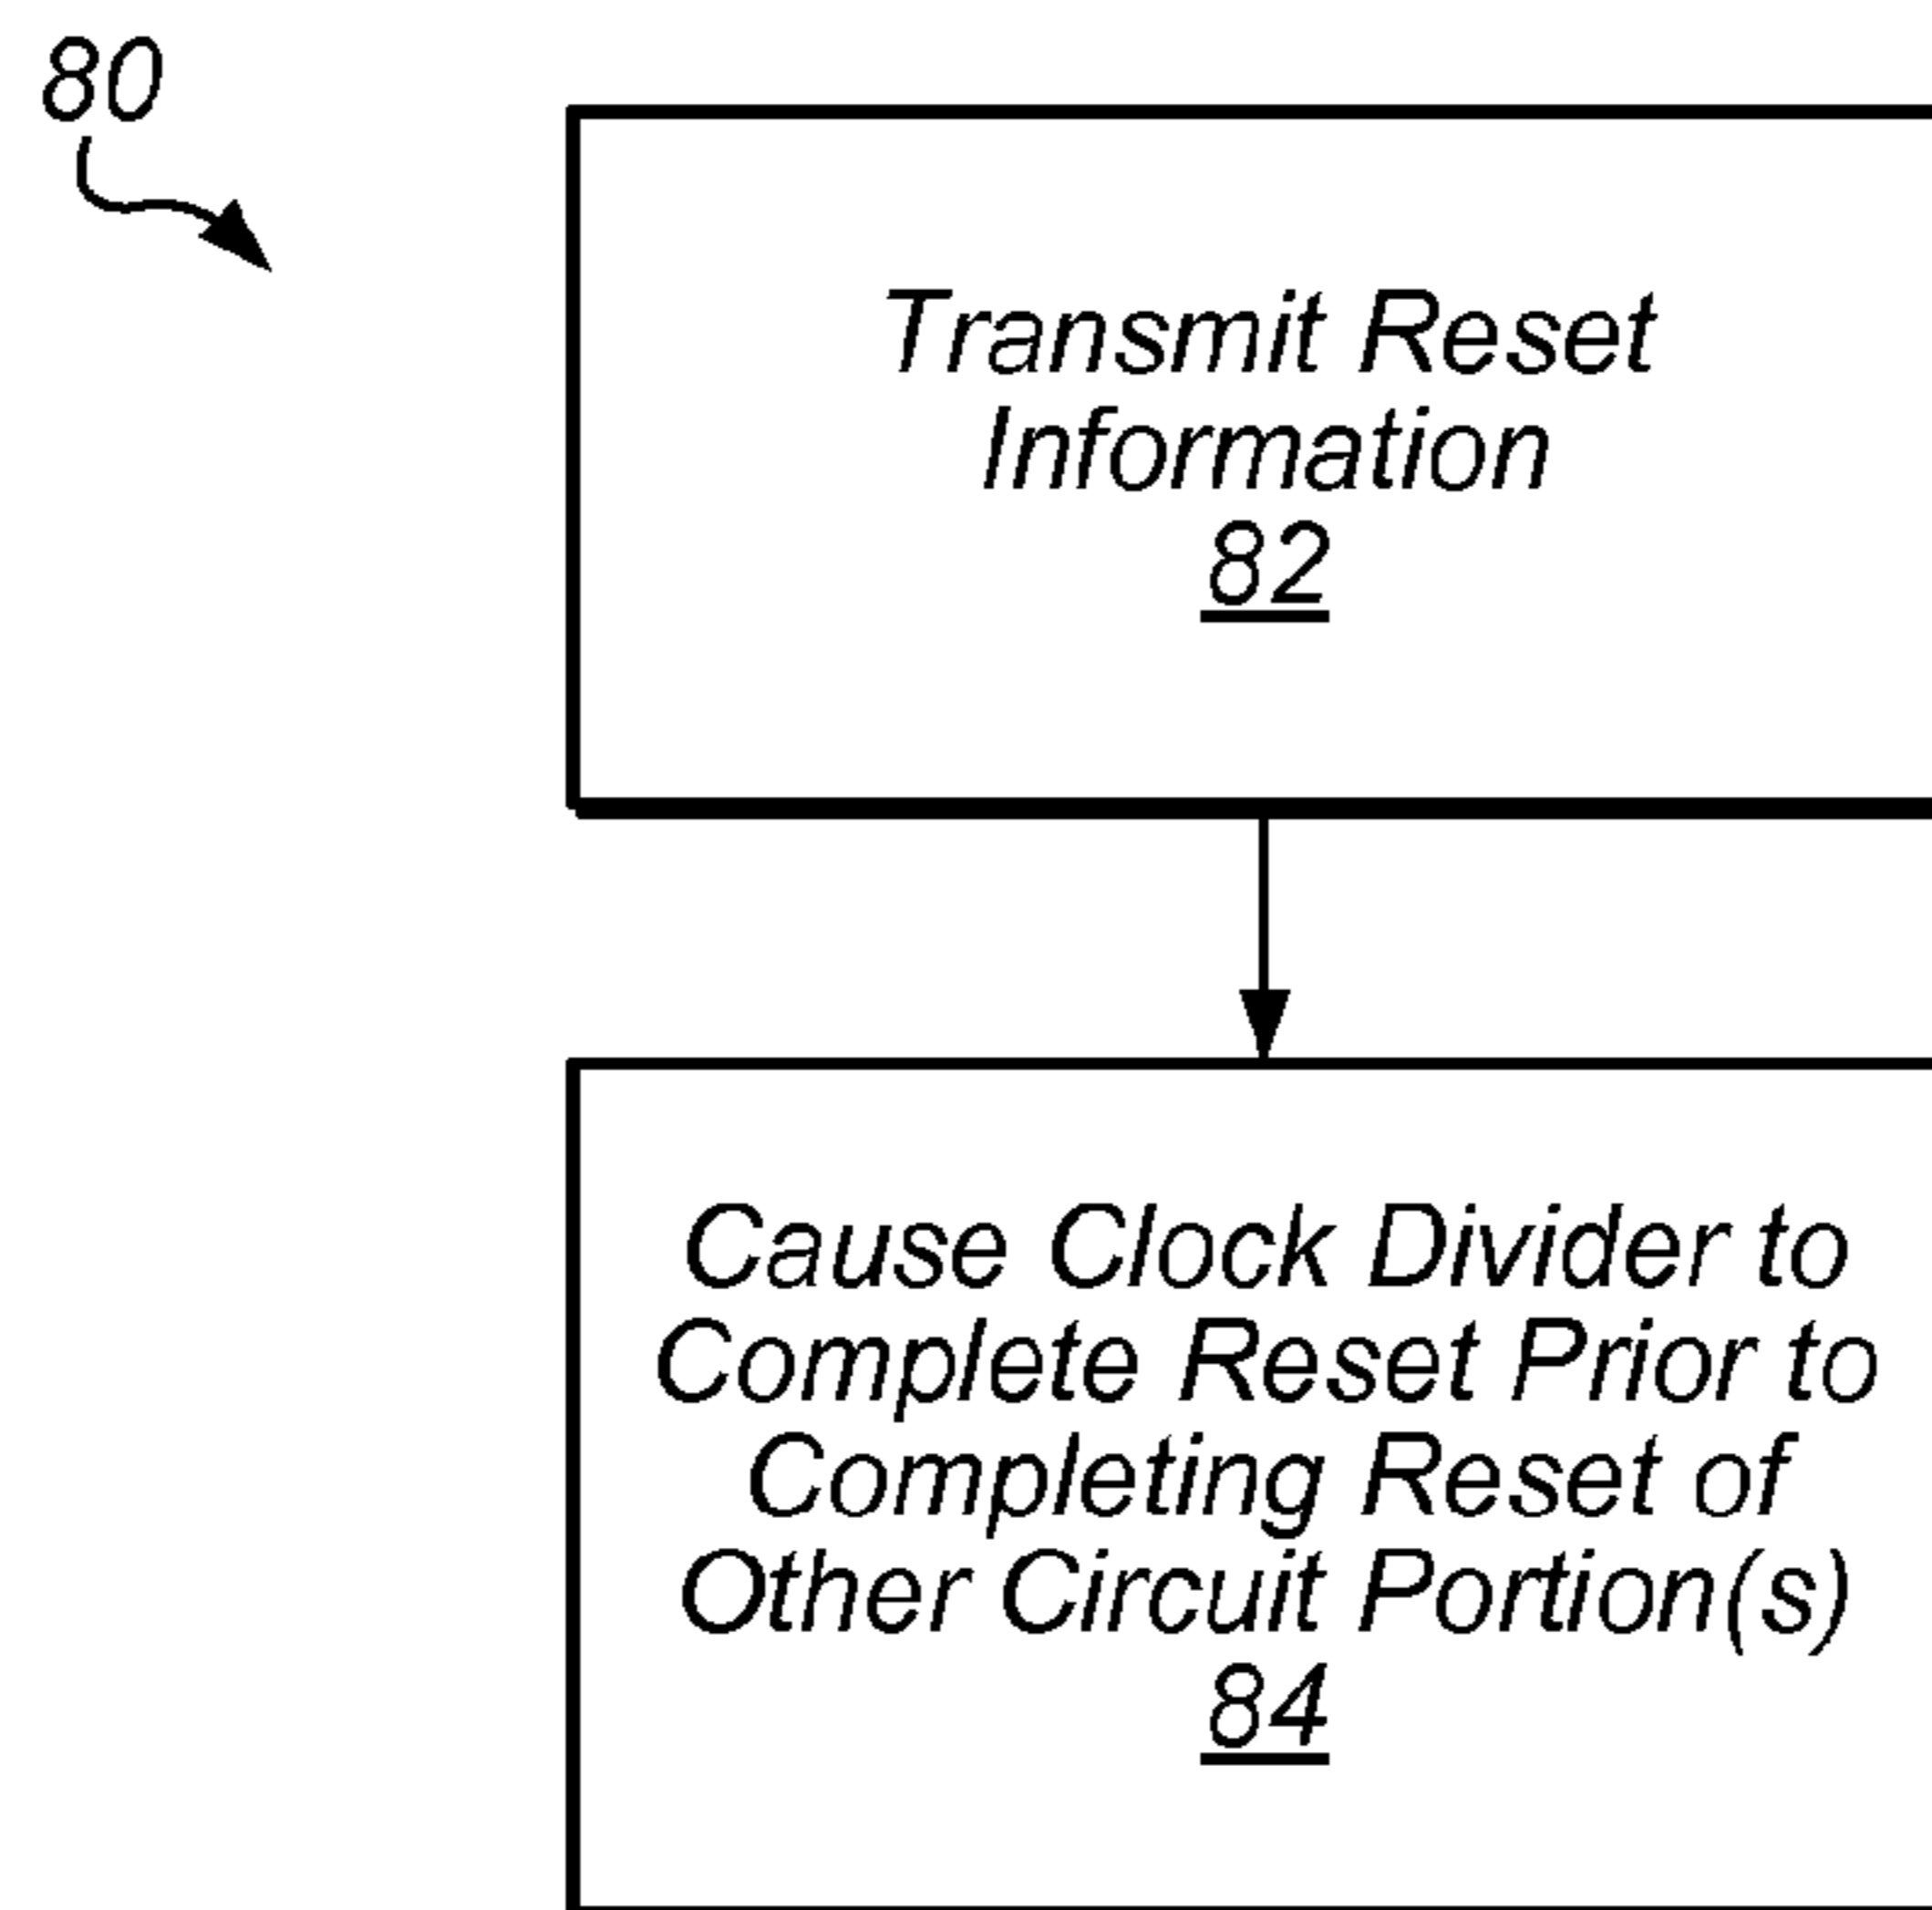 80
Transmit Reset
Information
82
Cause Clock Divider to
Complete Reset Prior to
Completing Reset of
Other Circuit Portion(s)
84